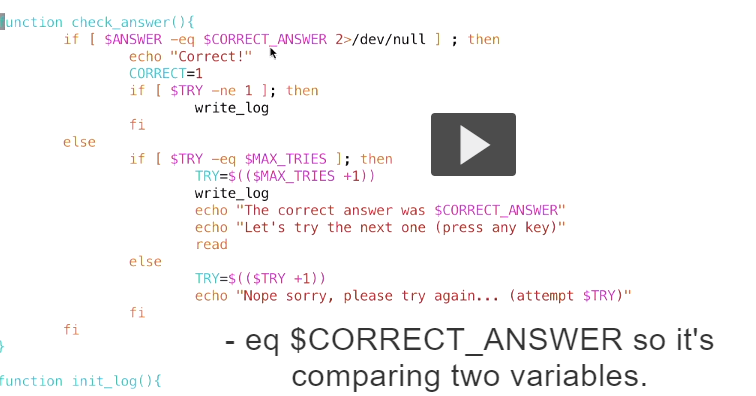 function check_answer(){
if [ $ANSWER -eq $CORRECT_ANSWER 2>/dev/null ] ; then
echo "Correct!"
CORRECT=1
if [ $TRY -ne 1 ]; then
write_log
fi
else
if [ $TRY -eq $MAX_TRIES ]; then
TRY=$(($MAX_TRIES +1))
write_log
echo "The correct answer was $CORRECT_ANSWER"
echo "Let's try the next one (press any key)"
read
else
TRY=$(($TRY +1))
echo "Nope sorry, please try again... (attempt $TRY)"
fi
fi
}
function init_log(){
- eq $CORRECT_ANSWER so it's
comparing two variables.